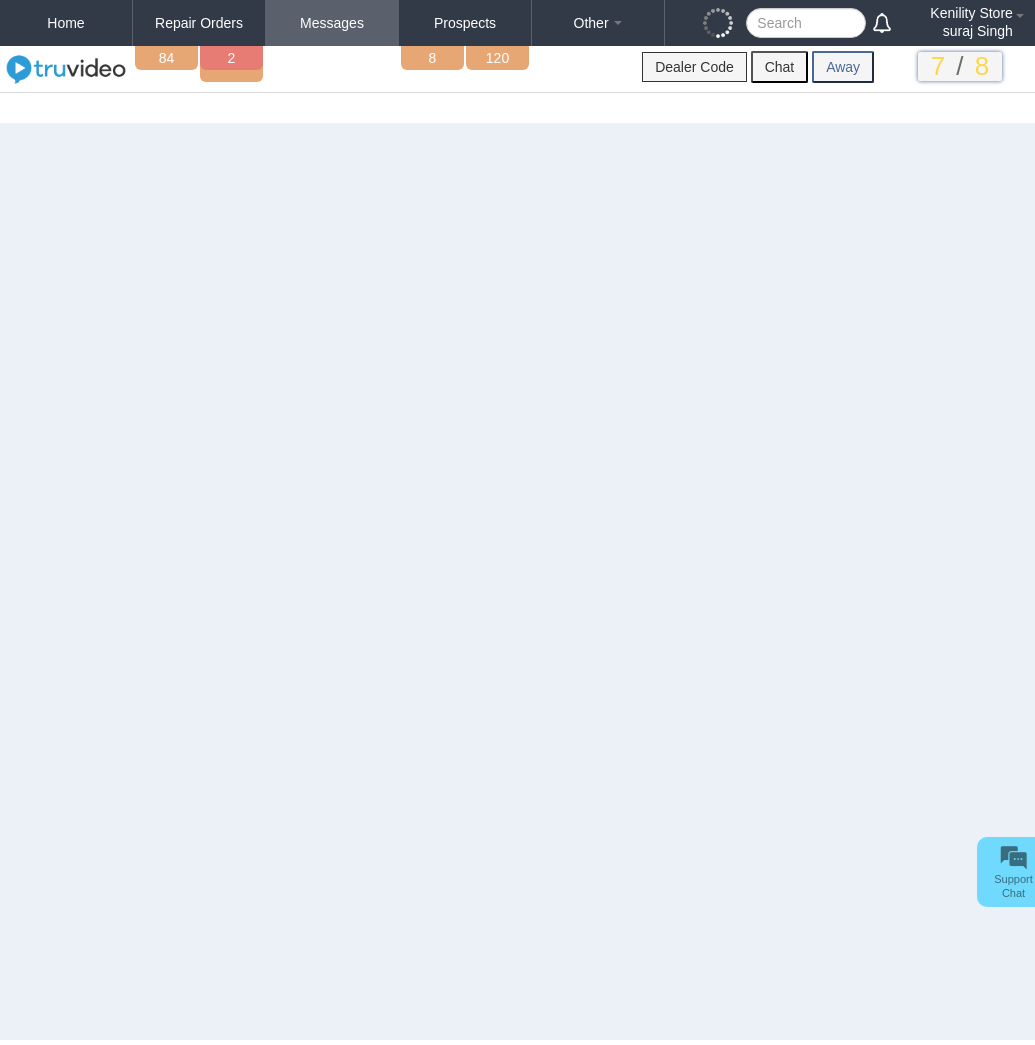 Home
Repair Orders
Messages
Prospects
Other
Search
Kenility Store
suraj Singh
truvideo
84
2
8
120
Dealer Code
Chat
Away
7 / 8
Support
Chat